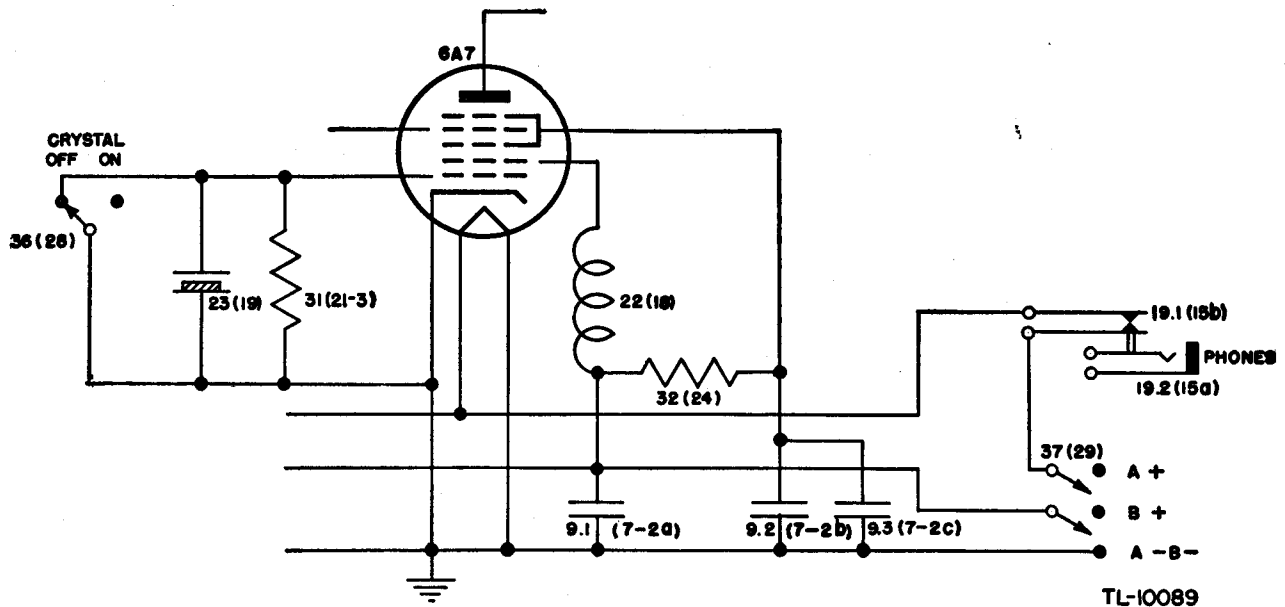 6A7
CRYSTAL
OFF ON
36(28)
23(19)
31(21-3)
22(18)
32(24)
19.1(15b)
PHONES
19.2(15a)
37(29)
A +
B +
9.1 (7-2a)
9.2 (7-2b)
9.3(7-2c)
A -B-
TL-10089